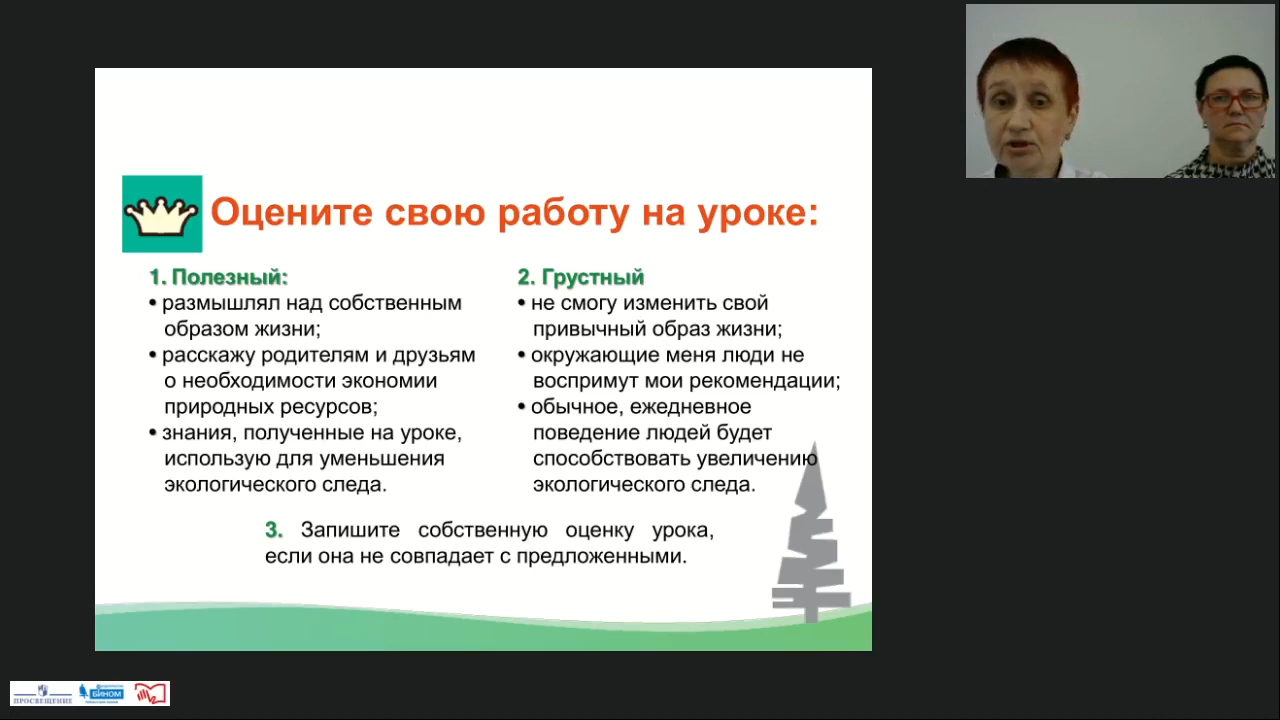 Оцените свою работу на уроке:
1. Полезный:
• размышлял над собственным
образом жизни;
• расскажу родителям и друзьям
о необходимости экономии
природных ресурсов;
• знания, полученные на уроке,
использую для уменьшения
экологического следа.
2. Грустный
• не смогу изменить свой
привычный образ жизни;
• окружающие меня люди не
воспримут мои рекомендации;
• обычное, ежедневное
поведение людей будет
способствовать увеличению
экологического следа.
3. Запишите собственную оценку урока,
если она не совпадает с предложенными.
ПРОСВЕЩЕНИЕ
БИНОМ